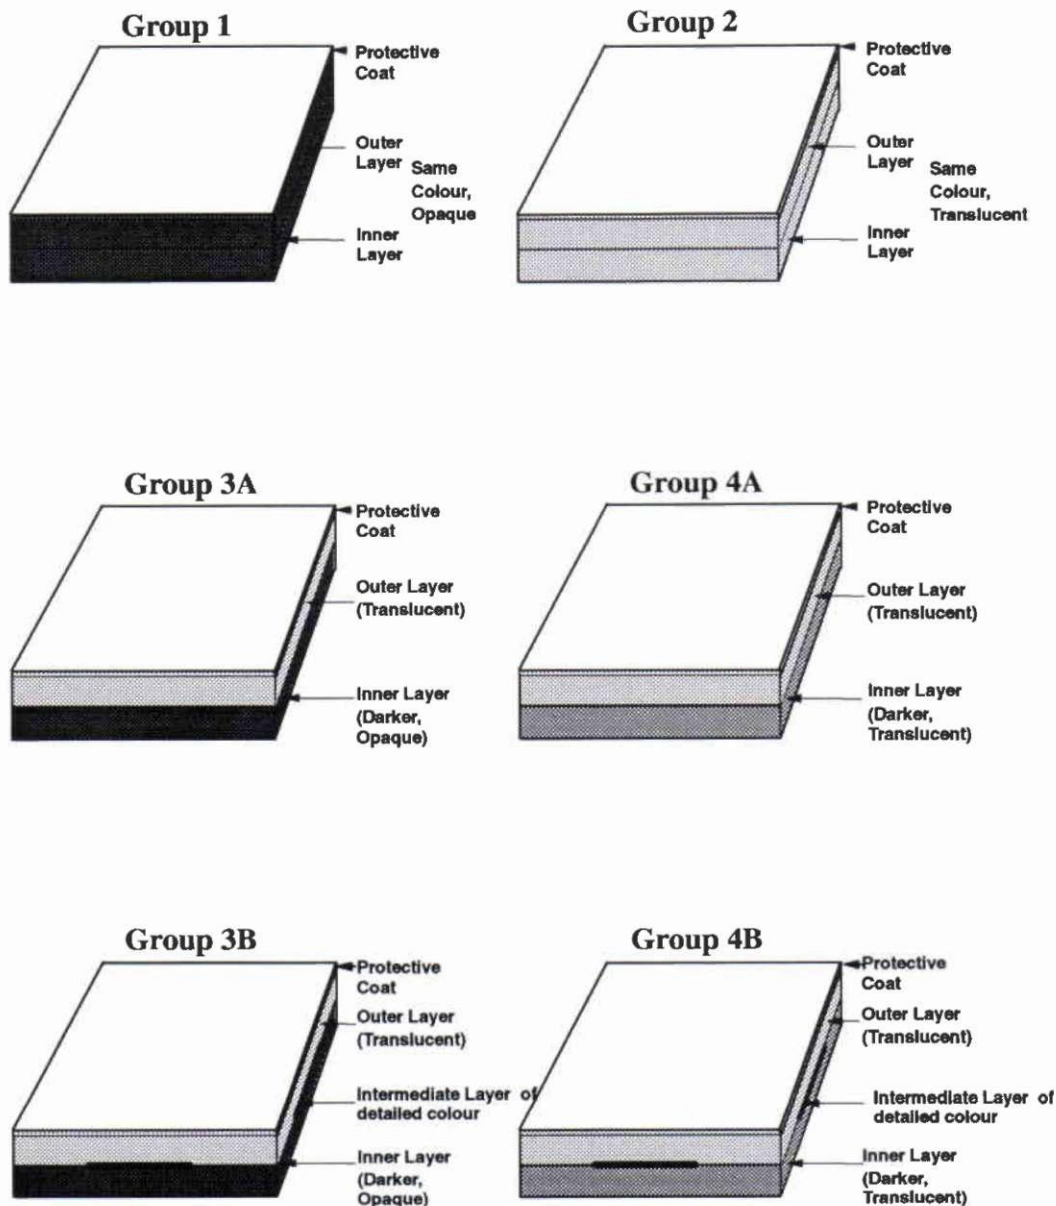 Group 1
Protective
Coat
Outer
Layer
Same
Colour,
Opaque
Inner
Layer
Group 2
Protective
Coat
Outer
Layer
Same
Colour,
Translucent
Inner
Layer
Group 3A
Protective
Coat
Outer Layer
(Translucent)
Inner Layer
(Darker,
Opaque)
Group 4A
Protective
Coat
Outer Layer
(Translucent)
Inner Layer
(Darker,
Translucent)
Group 3B
Protective
Coat
Outer Layer
(Translucent)
Intermediate Layer of
detailed colour
Inner Layer
(Darker,
Opaque)
Group 4B
Protective
Coat
Outer Layer
(Translucent)
Intermediate Layer of
detailed colour
Inner Layer
(Darker,
Translucent)